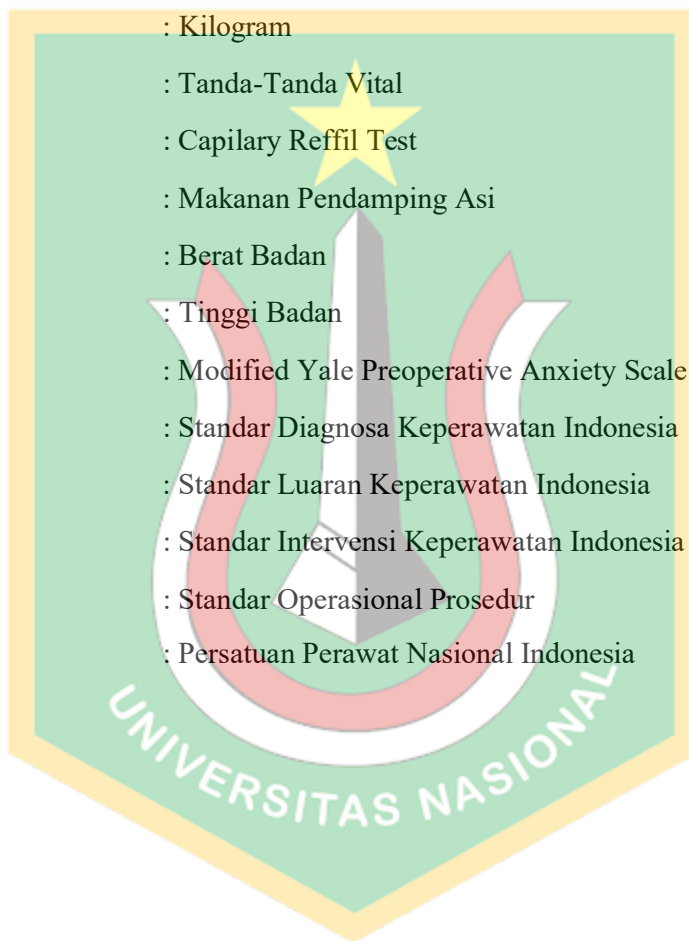 : Kilogram
: Tanda-Tanda Vital
: Capilary Reffil Test
: Makanan Pendamping Asi
: Berat Badan
: Tinggi Badan
: Modified Yale Preoperative Anxiety Scale
: Standar Diagnosa Keperawatan Indonesia
: Standar Luaran Keperawatan Indonesia
: Standar Intervensi Keperawatan Indonesia
: Standar Operasional Prosedur
: Persatuan Perawat Nasional Indonesia
UNIVERSITAS NASIONAL